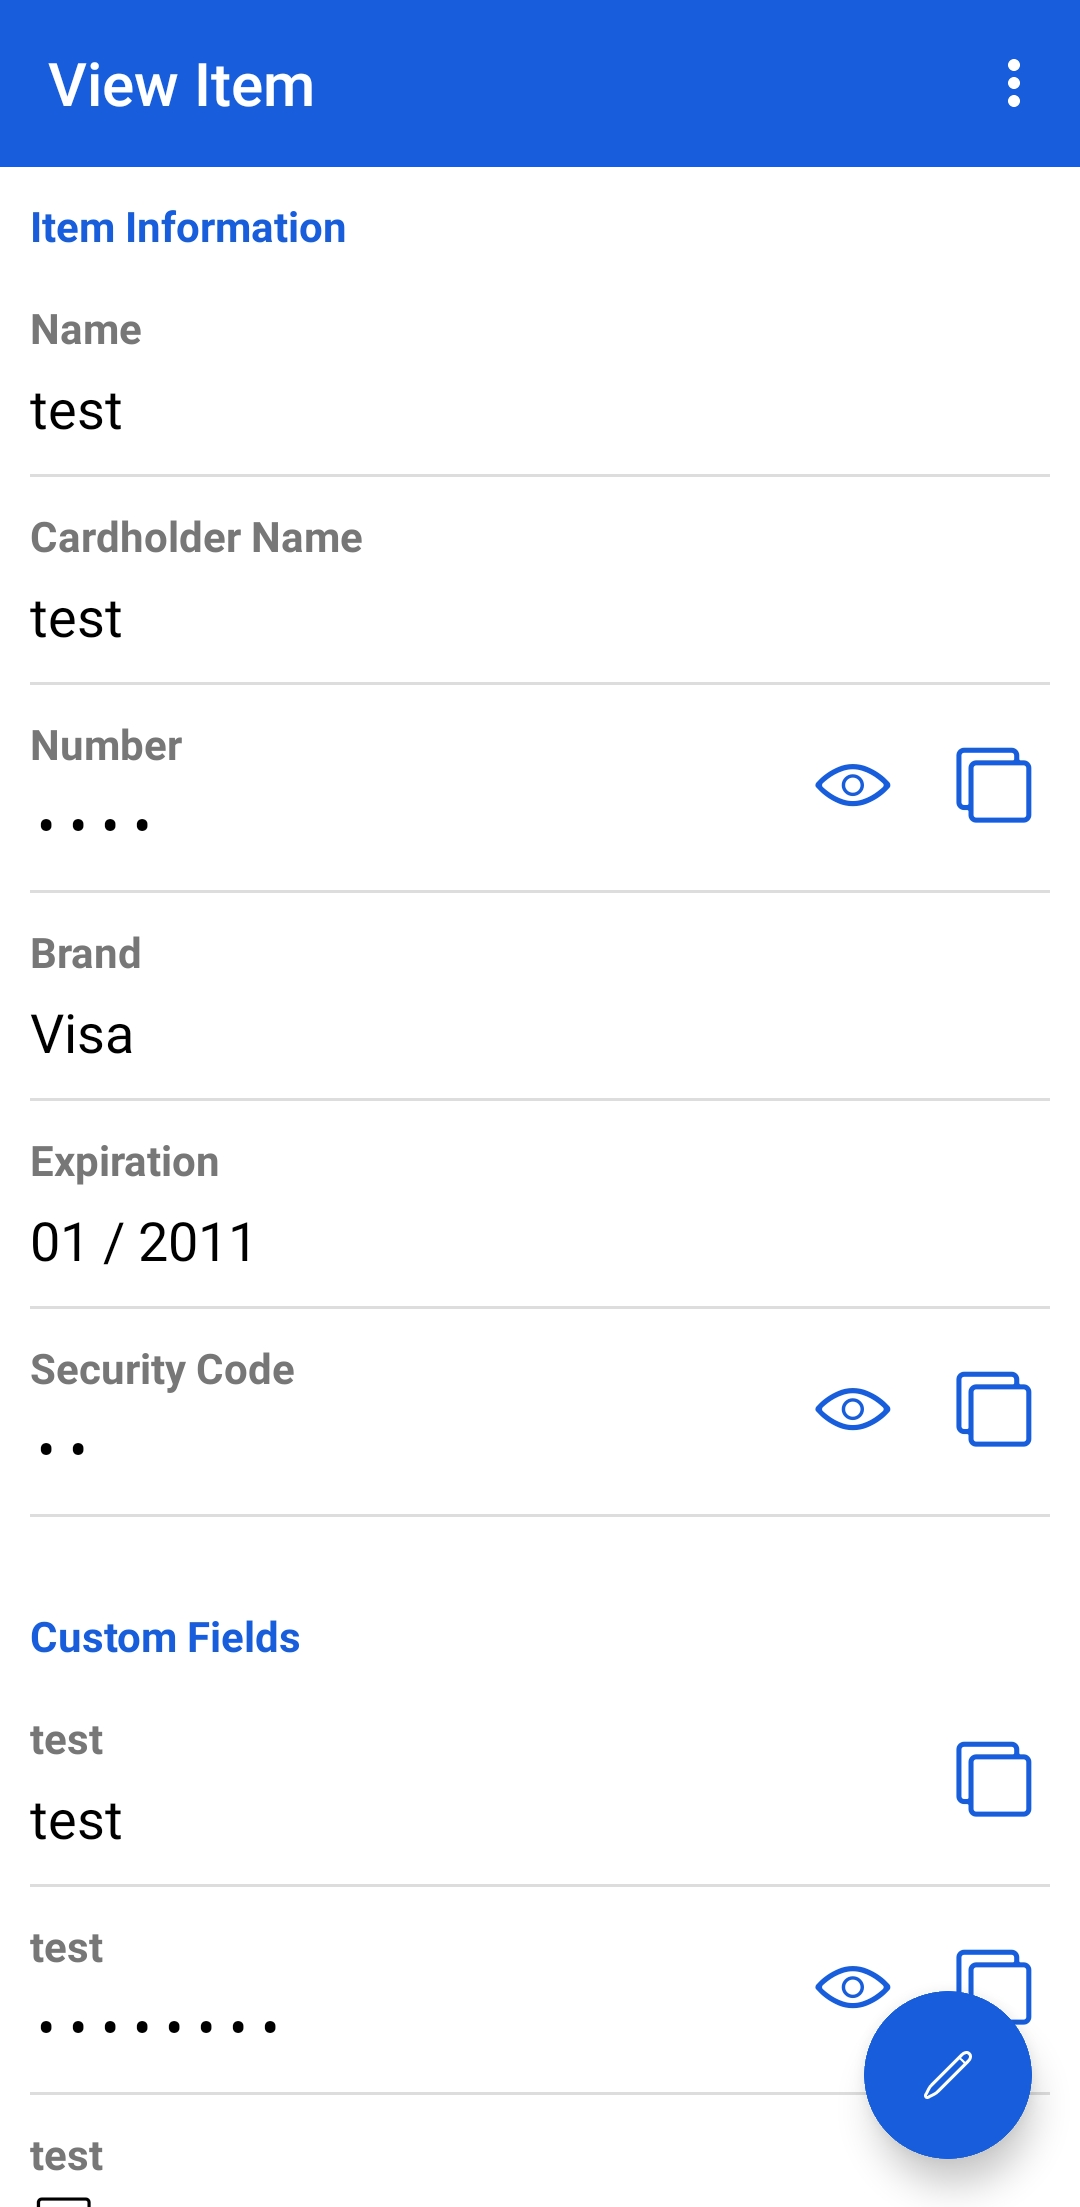 View Item
Item Information
Name
test
Cardholder Name
test
Number
••••
Brand
Visa
Expiration
01 / 2011
Security Code
••
Custom Fields
test
test
test
••••••••
test